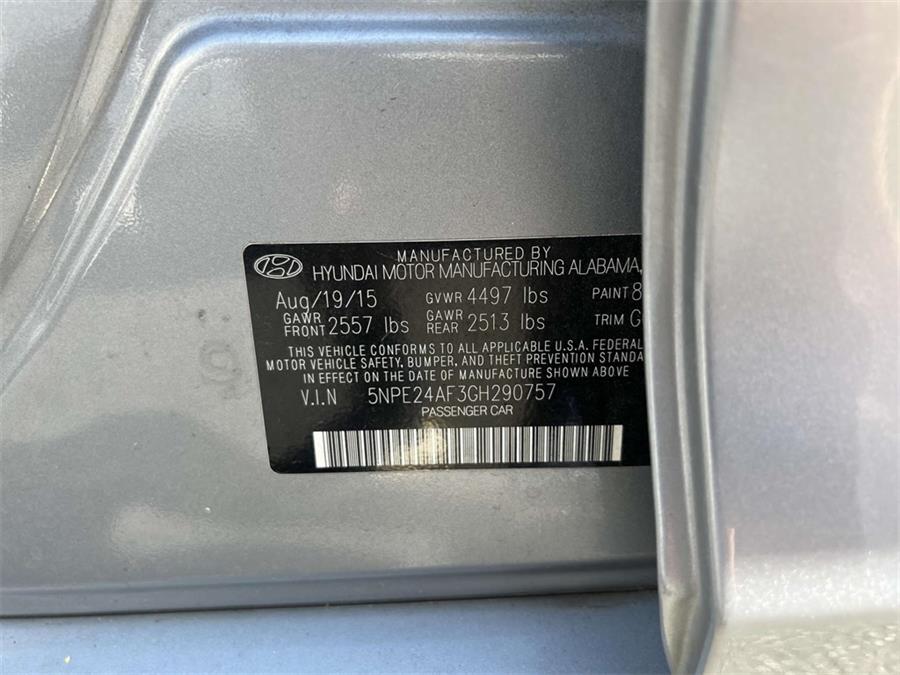 MANUFACTURED BY
HYUNDAI MOTOR MANUFACTURING ALABAMA,
Aug/19/15 GVWR 4497 lbs PAINT 8
GAWR FRONT 2557 lbs GAWR REAR 2513 lbs TRIM G
THIS VEHICLE CONFORMS TO ALL APPLICABLE U.S.A. FEDERAL
MOTOR VEHICLE SAFETY, BUMPER, AND THEFT PREVENTION STANDA
IN EFFECT ON THE DATE OF MANUFACTURE SHOWN ABOVE
V.I.N 5NPE24AF3GH290757
PASSENGER CAR